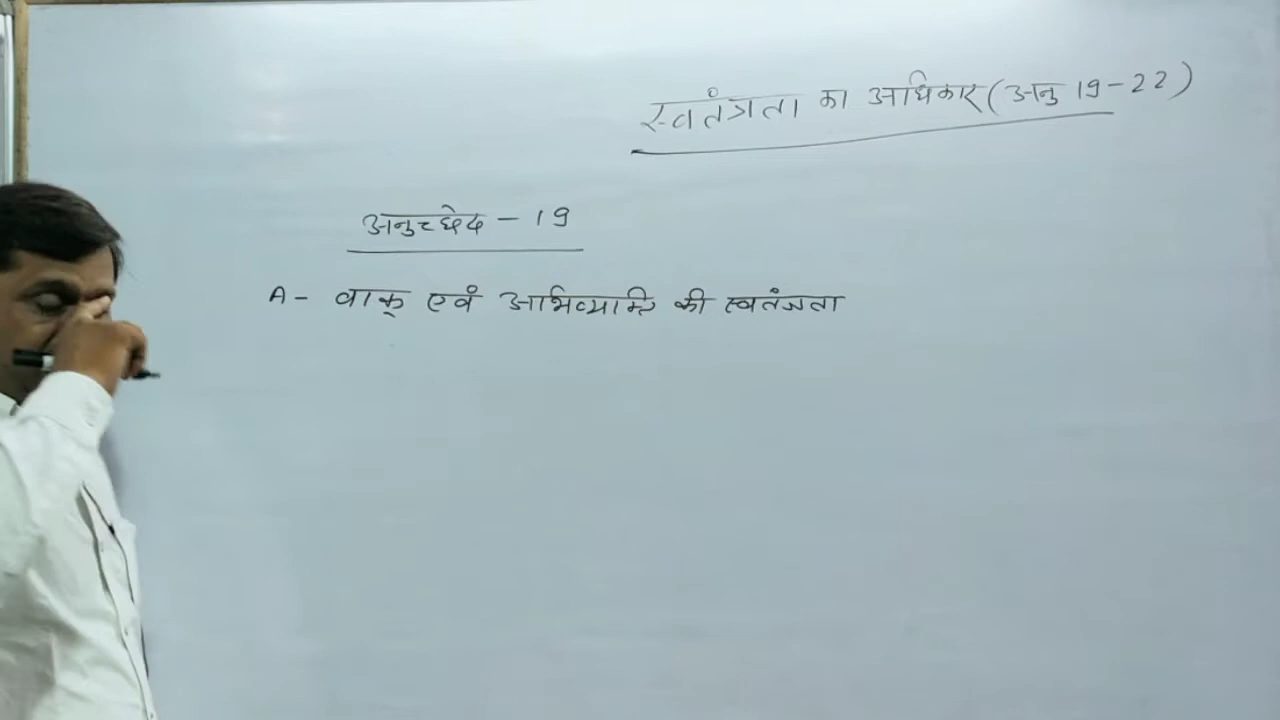 स्वतंत्रता का अधिकार (अनु 19-22)
अनुच्छेद - 19
A- वाक् एवं अभिव्यक्ति की स्वतंत्रता